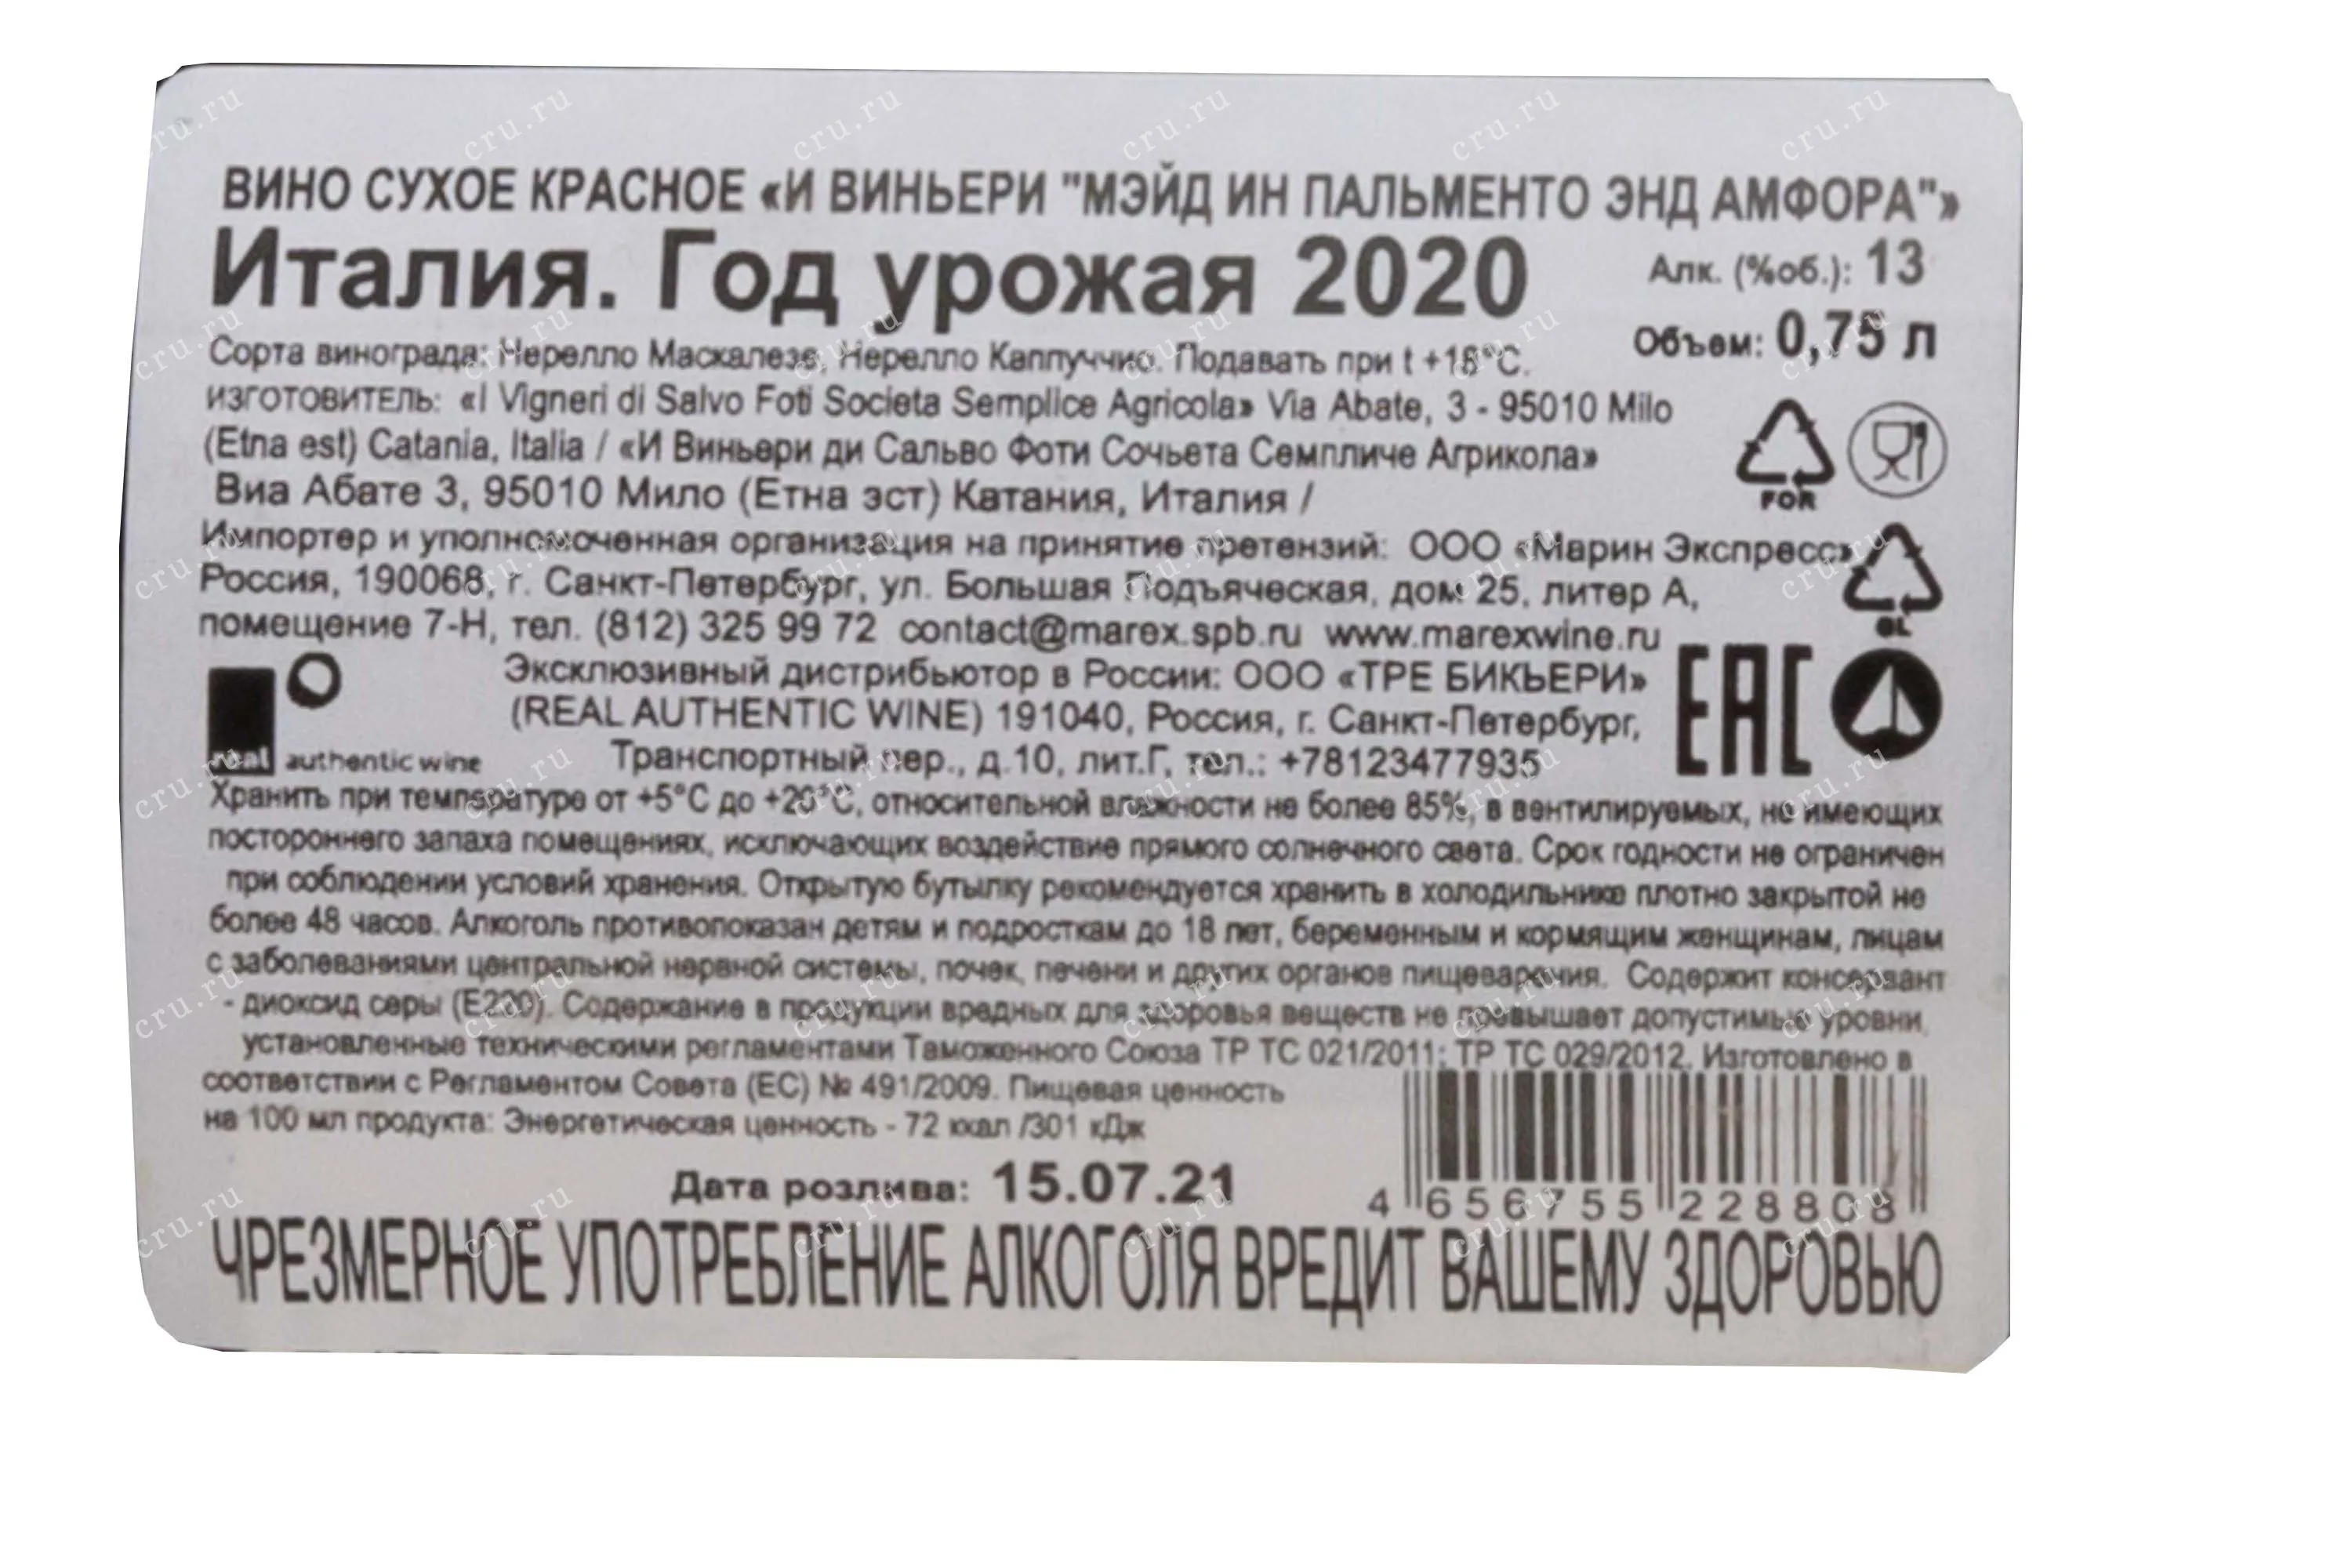 ВИНО СУХОЕ КРАСНОЕ «И ВИНЬЕРИ "МЭЙД ИН ПАЛЬМЕНТО ЭНД АМФОРА"»
Италия. Год урожая 2020
Алк. (%об.): 13
Объем: 0,75 л
Сорта винограда: Нерелло Маскалезе, Нерелло Каппуччио. Подавать при t +18°C.
ИЗГОТОВИТЕЛЬ: «I Vigneri di Salvo Foti Societa Semplice Agricola» Via Abate, 3 - 95010 Milo
(Etna est) Catania, Italia / «И Виньери ди Сальво Фоти Сочьета Семпличе Агрикола»
Виа Абате 3, 95010 Мило (Етна эст) Катания, Италия /
FOR
Импортер и уполномоченная организация на принятие претензий: ООО «Марин Экспресс»
Россия, 190068, г. Санкт-Петербург, ул. Большая Подъяческая, дом 25, литер А,
помещение 7-Н, тел. (812) 325 99 72 contact@marex.spb.ru www.marexwine.ru
GL
Эксклюзивный дистрибьютор в России: ООО «ТРЕ БИКЪЕРИ»
(REAL AUTHENTIC WINE) 191040, Россия, г. Санкт-Петербург,
Транспортный пер., д.10, лит.Г, тел.: +78123477935
real authentic wine
EAC
Хранить при температуре от +5°C до +20°C, относительной влажности не более 85%, в вентилируемых, не имеющих
постороннего запаха помещениях, исключающих воздействие прямого солнечного света. Срок годности не ограничен
при соблюдении условий хранения. Открытую бутылку рекомендуется хранить в холодильнике плотно закрытой не
более 48 часов. Алкоголь противопоказан детям и подросткам до 18 лет, беременным и кормящим женщинам, лицам
с заболеваниями центральной нервной системы, почек, печени и других органов пищеварения. Содержит консервант
- диоксид серы (E220). Содержание в продукции вредных для здоровья веществ не превышает допустимые уровни,
установленные техническими регламентами Таможенного Союза ТР ТС 021/2011; ТР ТС 029/2012. Изготовлено в
соответствии с Регламентом Совета (ЕС) № 491/2009. Пищевая ценность
на 100 мл продукта: Энергетическая ценность - 72 ккал /301 кДж
Дата розлива: 15.07.21
4 656755 228808
ЧРЕЗМЕРНОЕ УПОТРЕБЛЕНИЕ АЛКОГОЛЯ ВРЕДИТ ВАШЕМУ ЗДОРОВЬЮ
cru.ru